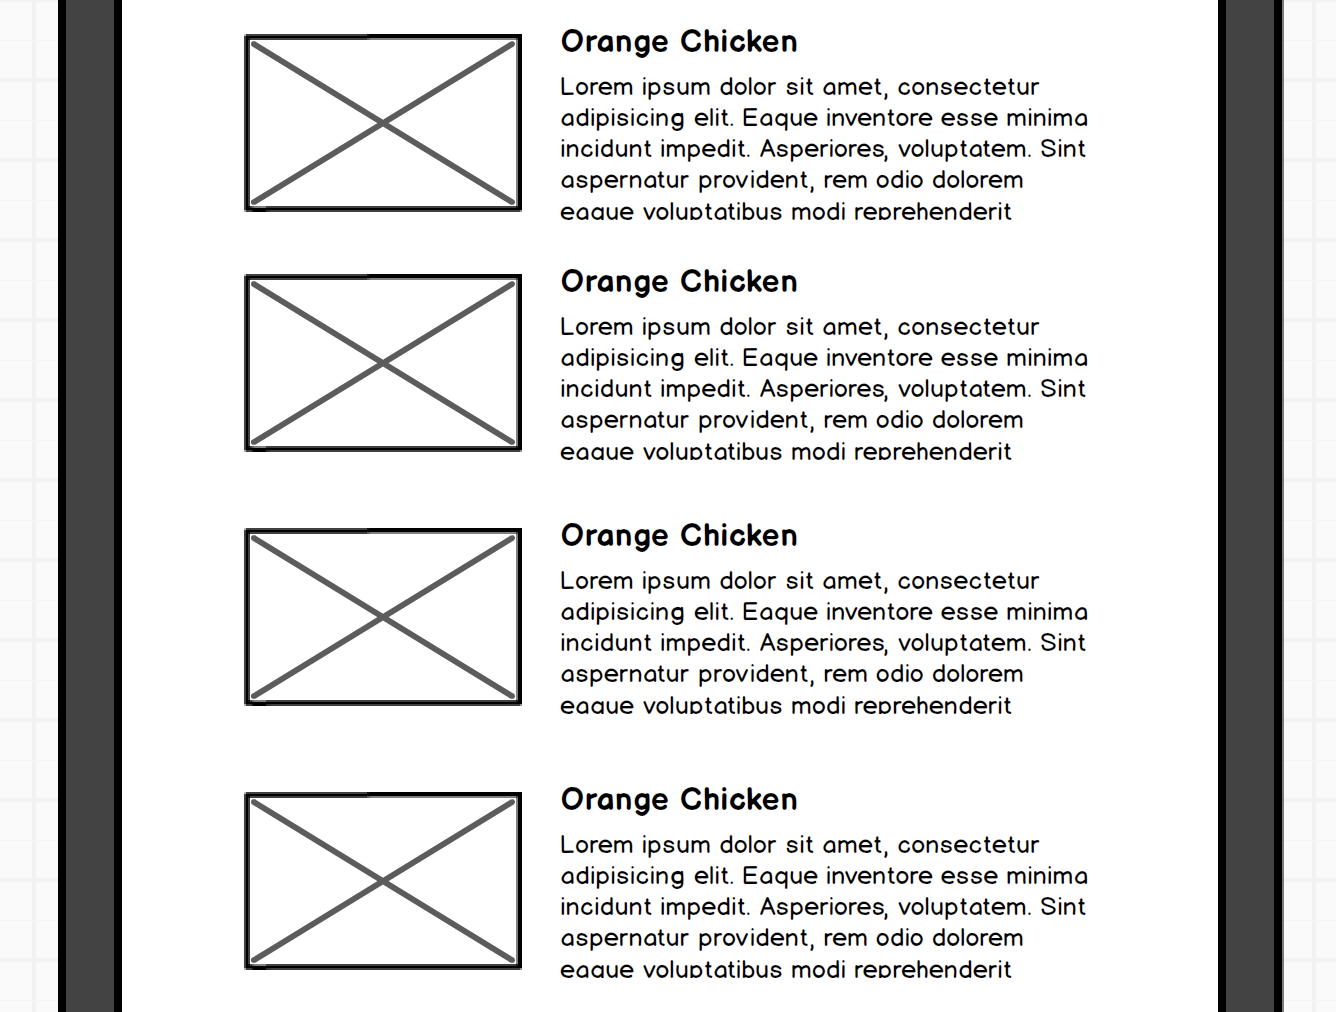 Orange Chicken
Lorem ipsum dolor sit amet, consectetur
adipisicing elit. Eaque inventore esse minima
incidunt impedit. Asperiores, voluptatem. Sint
aspernatur provident, rem odio dolorem
eaque voluptatibus modi reprehenderit
Orange Chicken
Lorem ipsum dolor sit amet, consectetur
adipisicing elit. Eaque inventore esse minima
incidunt impedit. Asperiores, voluptatem. Sint
aspernatur provident, rem odio dolorem
eaque voluptatibus modi reprehenderit
Orange Chicken
Lorem ipsum dolor sit amet, consectetur
adipisicing elit. Eaque inventore esse minima
incidunt impedit. Asperiores, voluptatem. Sint
aspernatur provident, rem odio dolorem
eaque voluptatibus modi reprehenderit
Orange Chicken
Lorem ipsum dolor sit amet, consectetur
adipisicing elit. Eaque inventore esse minima
incidunt impedit. Asperiores, voluptatem. Sint
aspernatur provident, rem odio dolorem
eaque voluptatibus modi reprehenderit